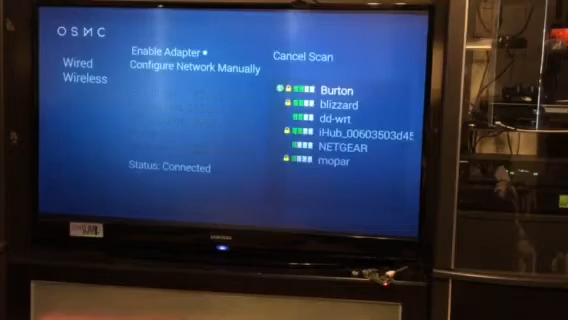 OSMC
Wired
Wireless
Enable Adapter
Configure Network Manually
Status: Connected
Cancel Scan
Burton
blizzard
dd-wrt
iHub_00603503d45
NETGEAR
mopar
SAMSUNG